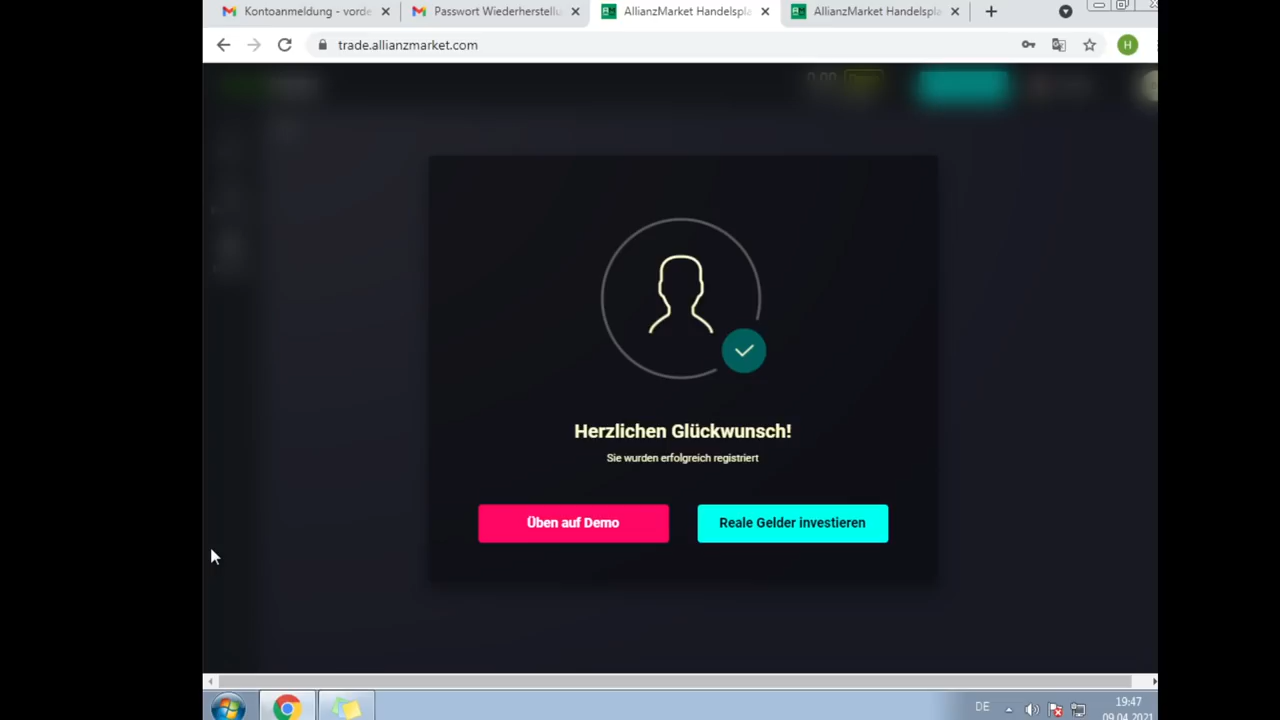 Kontoanmeldung - vorde
Passwort Wiederherstellu
AllianzMarket Handelspla
AllianzMarket Handelspla
trade.allianzmarket.com
H
Herzlichen Glückwunsch!
Sie wurden erfolgreich registriert
Üben auf Demo
Reale Gelder investieren
DE
19:47
09.04.2021